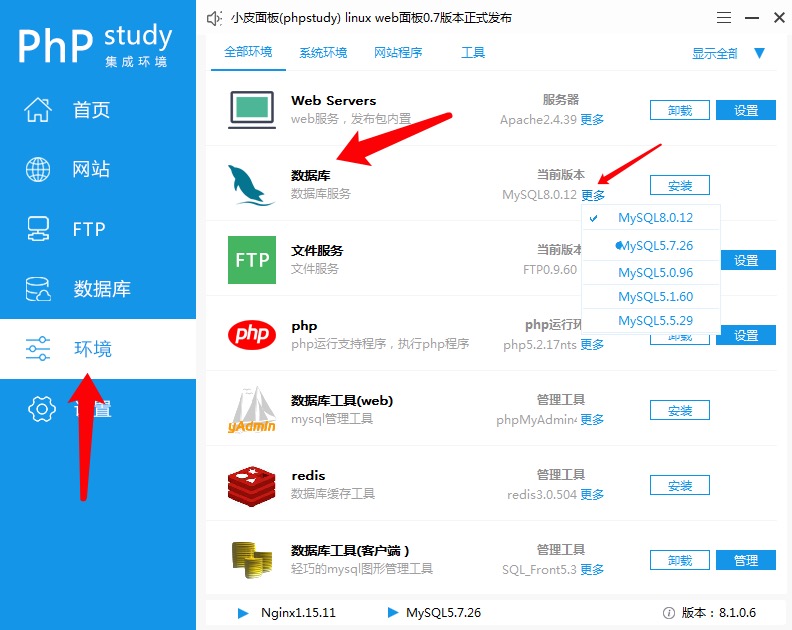 小皮面板(phpstudy) linux web面板0.7版本正式发布
PhP study
集成环境
首页
网站
FTP
数据库
环境
设置
全部环境 系统环境 网站程序 工具 显示全部
Web Servers
web服务，发布包内置
服务器
Apache2.4.39 更多
卸载 设置
数据库
数据库服务
当前版本
MySQL8.0.12 更多
安装
MySQL8.0.12
MySQL5.7.26
MySQL5.0.96
MySQL5.1.60
MySQL5.5.29
FTP
文件服务
文件服务
当前版本
FTP0.9.60
设置
php
php
php运行支持程序，执行php程序
php运行环
php5.2.17nts 更多
卸载 设置
yAdmin
数据库工具(web)
mysql管理工具
管理工具
phpMyAdmin4 更多
安装
redis
数据库缓存工具
管理工具
redis3.0.504 更多
安装
数据库工具(客户端)
轻巧的mysql图形管理工具
管理工具
SQL_Front5.3 更多
卸载 管理
Nginx1.15.11 MySQL5.7.26 版本：8.1.0.6